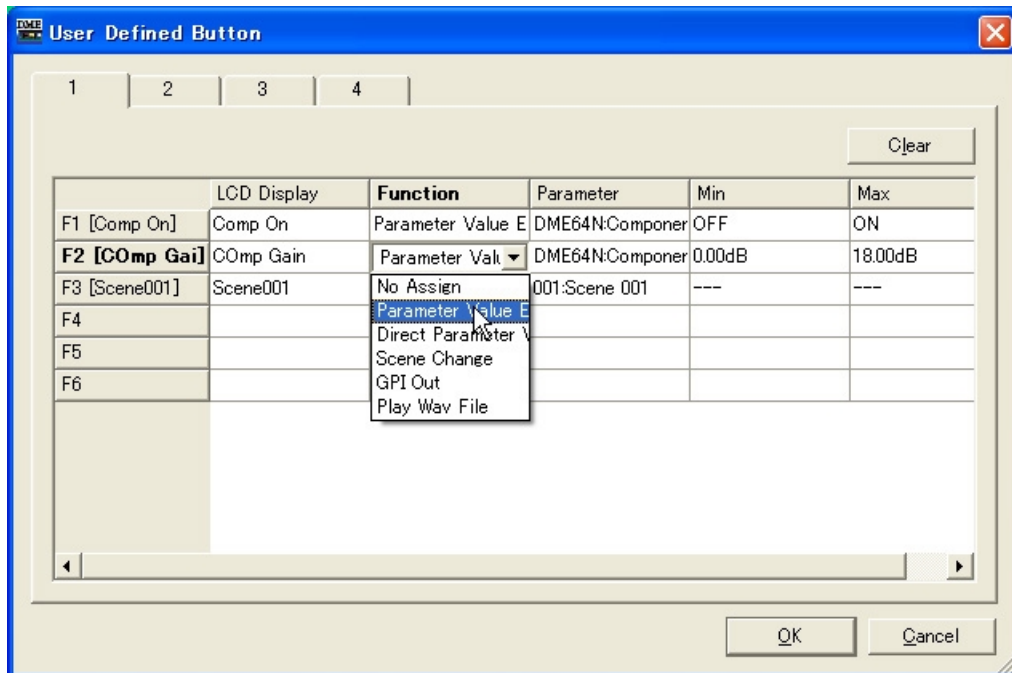 DME User Defined Button
1 2 3 4
Clear
LCD Display Function Parameter Min Max
F1 [Comp On] Comp On Parameter Value E DME64N:Componer OFF ON
F2 [COmp Gai] COmp Gain Parameter Valu DME64N:Componer 0.00dB 18.00dB
F3 [Scene001] Scene001 001:Scene 001 --- ---
No Assign
F4
Parameter Value E
Direct Parameter V
F5
Scene Change
F6
GPI Out
Play Wav File
OK Cancel